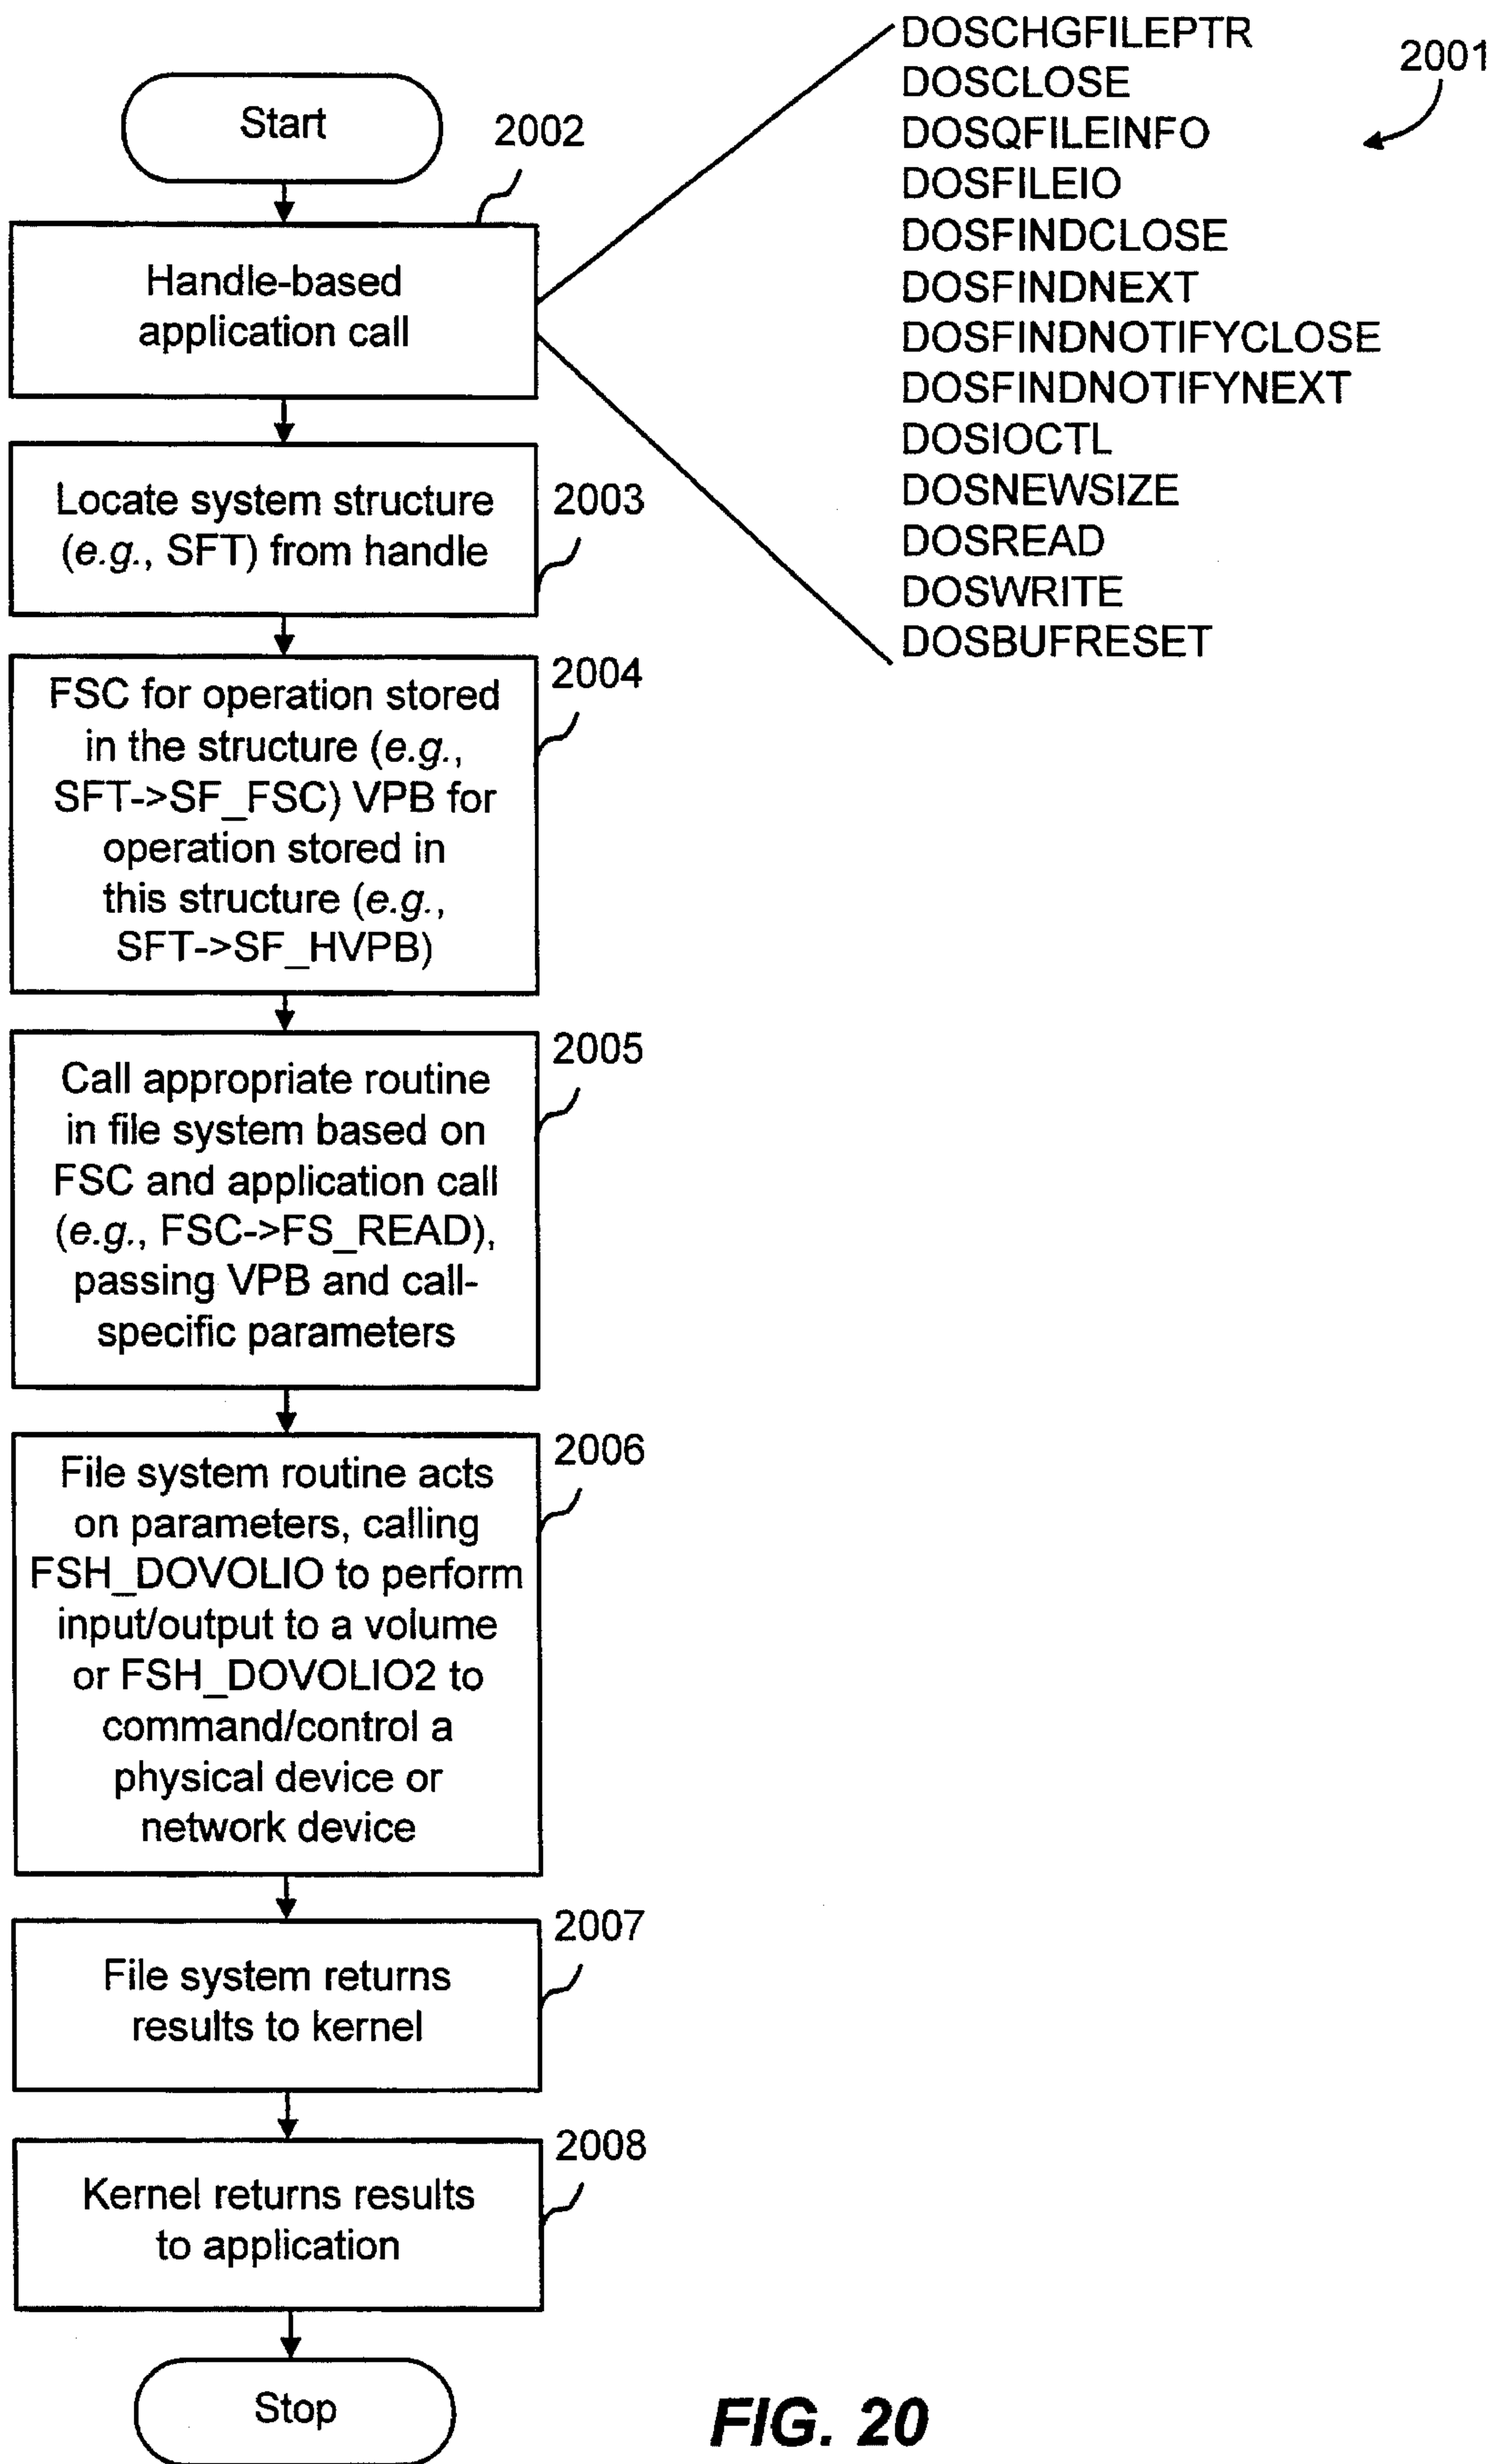 Start
2002
Handle-based
application call
DOSCHGFILEPTR
DOSCLOSE
DOSQFILEINFO
DOSFILEIO
DOSFINDCLOSE
DOSFINDNEXT
DOSFINDNOTIFYCLOSE
DOSFINDNOTIFYNEXT
DOSIOCTL
DOSNEWSIZE
DOSREAD
DOSWRITE
DOSBUFRESET
2001
Locate system structure
(e.g., SFT) from handle
2003
FSC for operation stored
in the structure (e.g.,
SFT->SF_FSC) VPB for
operation stored in
this structure (e.g.,
SFT->SF_HVPB)
2004
Call appropriate routine
in file system based on
FSC and application call
(e.g., FSC->FS_READ),
passing VPB and call-
specific parameters
2005
File system routine acts
on parameters, calling
FSH_DOVOLIO to perform
input/output to a volume
or FSH_DOVOLIO2 to
command/control a
physical device or
network device
2006
File system returns
results to kernel
2007
Kernel returns results
to application
2008
Stop
FIG. 20